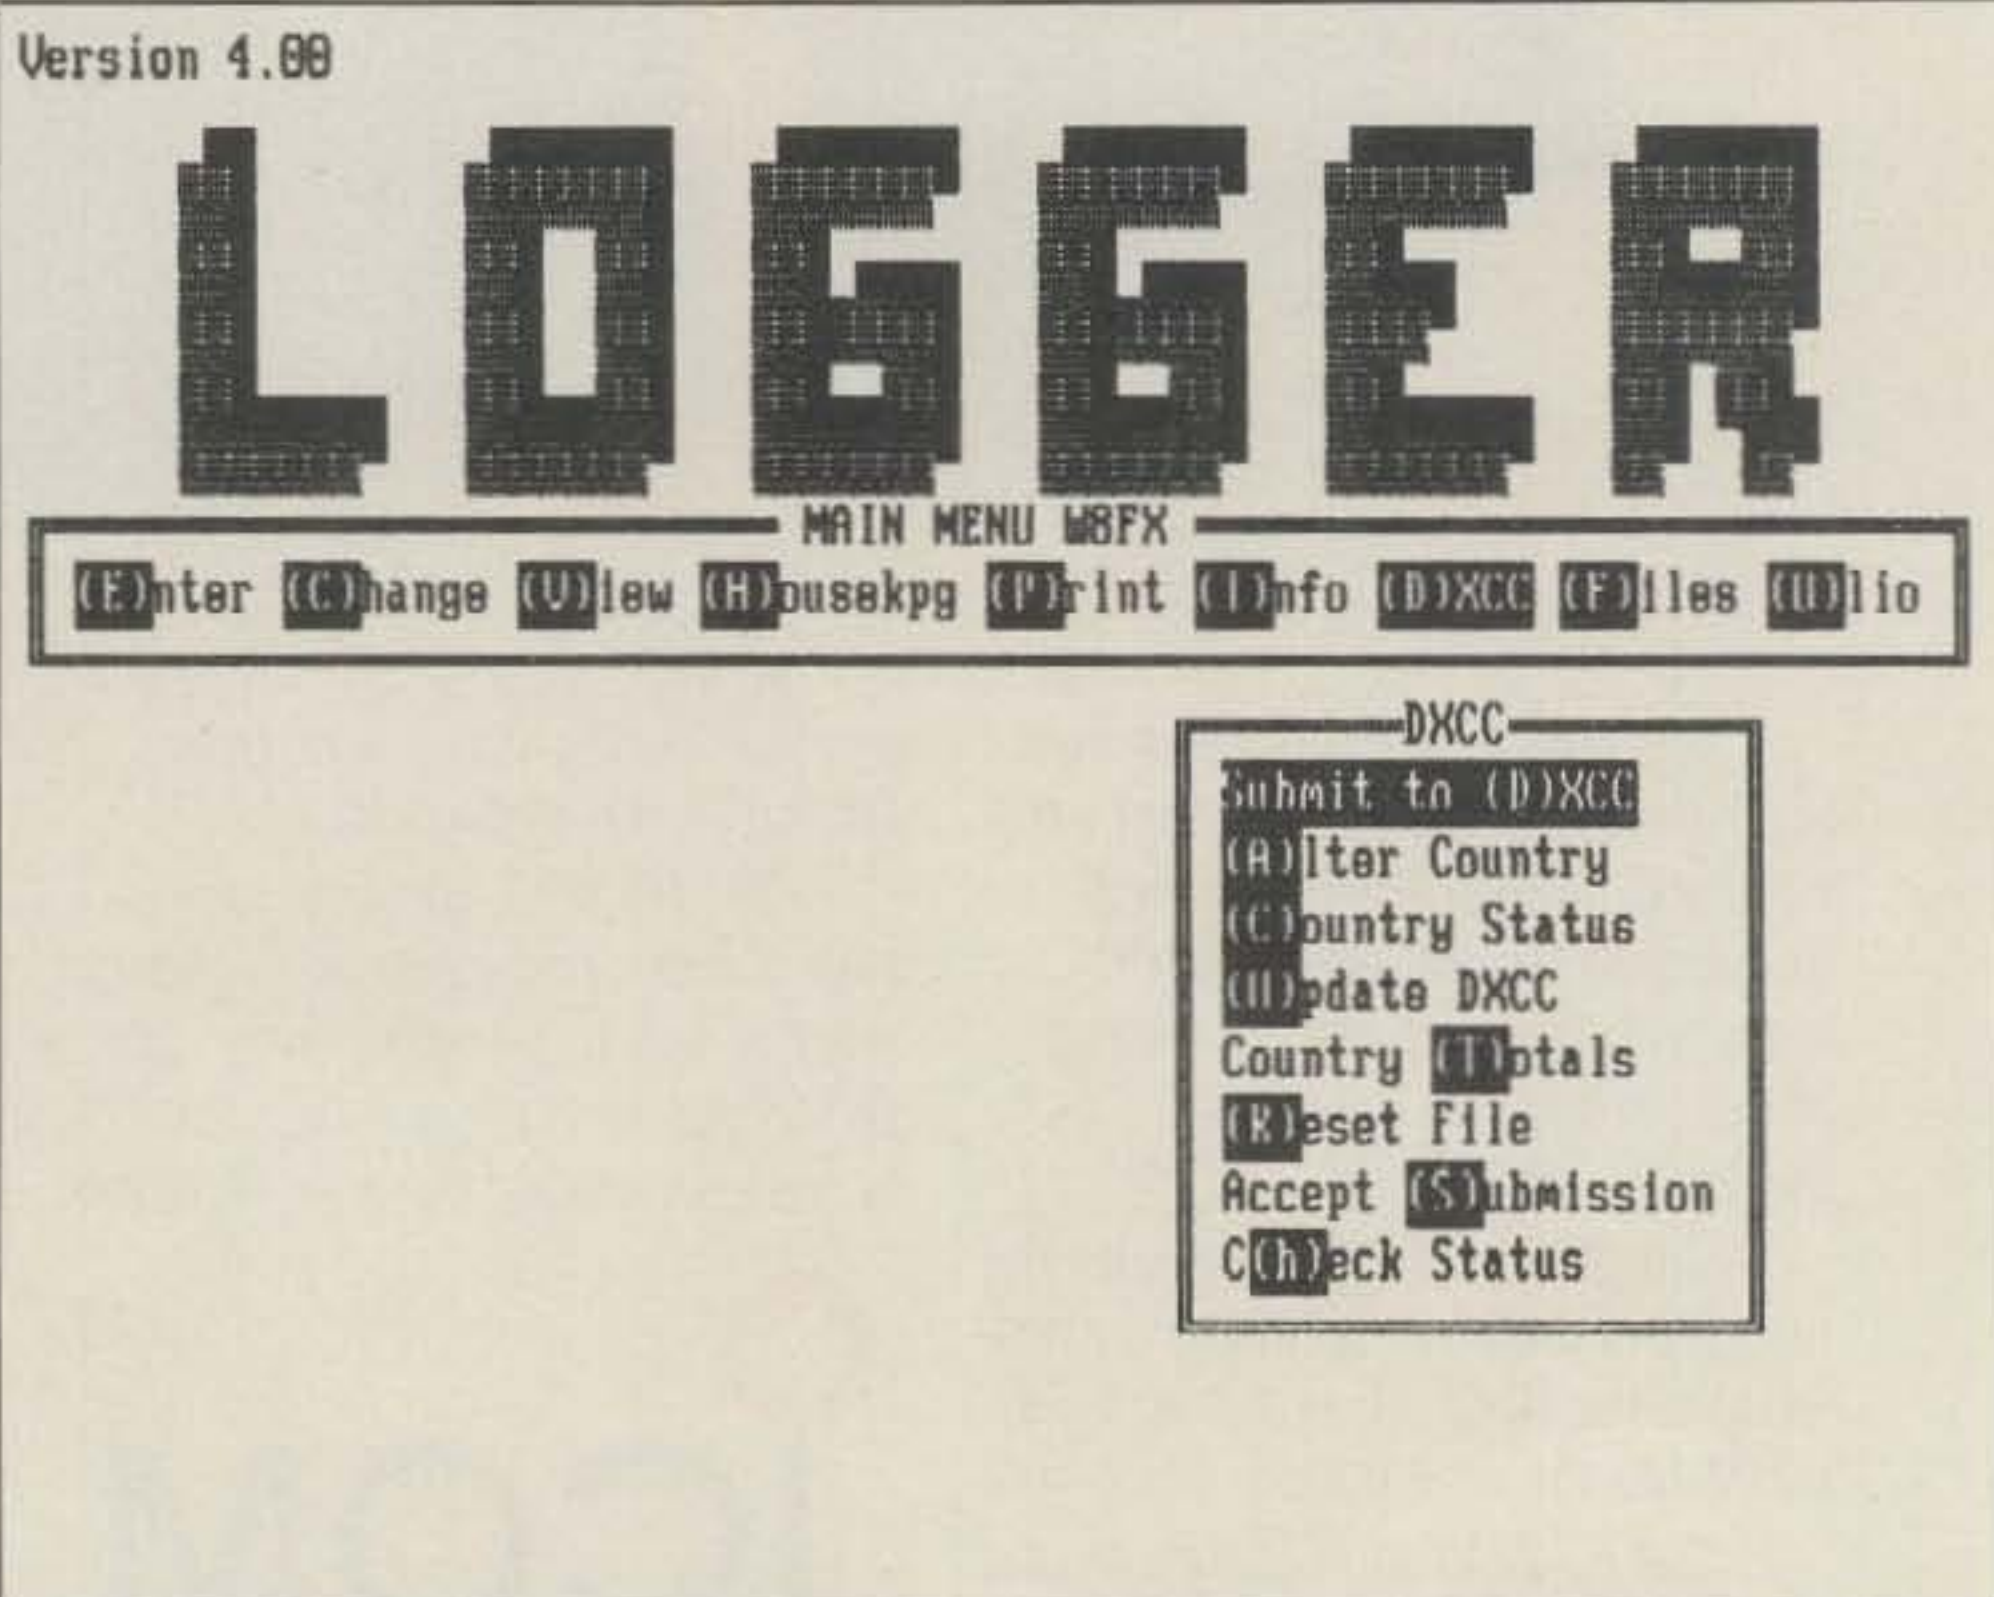 Version 4.00
LOGGER
MAIN MENU W8FX
(E)nter (C)hange (V)iew (H)ousekpg (P)rint (I)nfo (D)XCC (F)iles (U)lio
DXCC
Submit to (D)XCC
(A)lter Country
(C)ountry Status
(U)pdate DXCC
Country (T)otals
(R)eset File
Accept (S)ubmission
C(h)eck Status